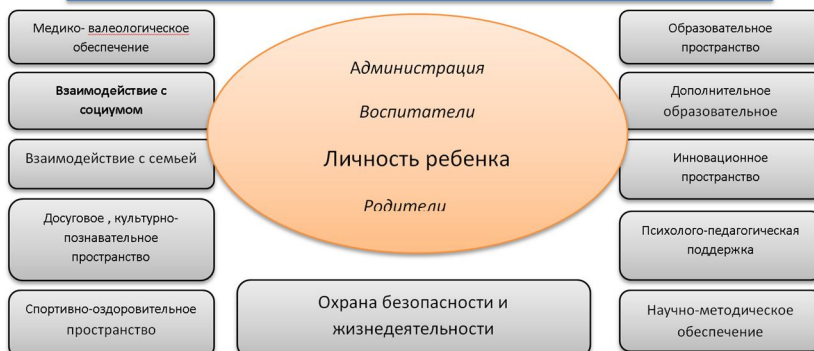 Медико- валеологическое
обеспечение
Взаимодействие с
социумом
Взаимодействие с семьей
Досуговое , культурно-
познавательное
пространство
Спортивно-оздоровительное
пространство
Администрация
Воспитатели
Личность ребенка
Родители
Охрана безопасности и
жизнедеятельности
Образовательное
пространство
Дополнительное
образовательное
Инновационное
пространство
Психолого-педагогическая
поддержка
Научно-методическое
обеспечение